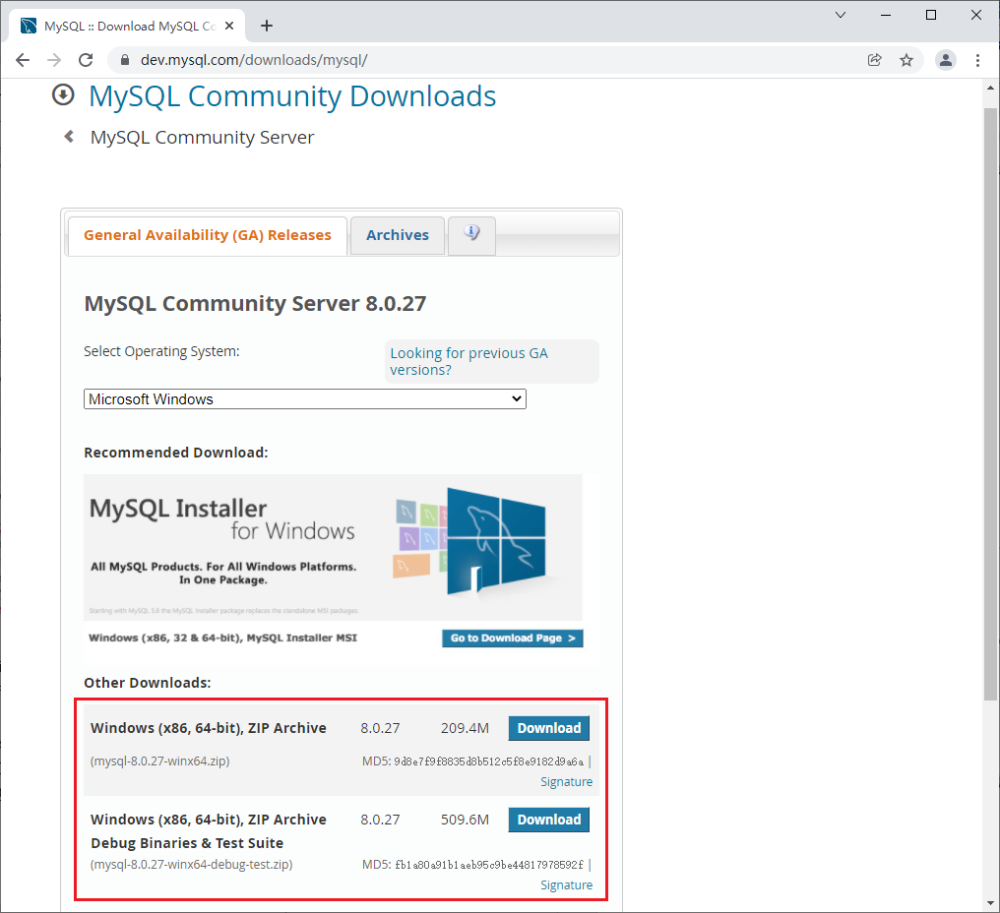 MySQL :: Download MySQL Co
dev.mysql.com/downloads/mysql/
MySQL Community Downloads
MySQL Community Server
General Availability (GA) Releases
Archives
MySQL Community Server 8.0.27
Select Operating System:
Looking for previous GA
versions?
Microsoft Windows
Recommended Download:
MySQL Installer
for Windows
All MySQL Products. For All Windows Platforms.
In One Package.
Starting with MySQL 5.6 the MySQL Installer package replaces the standalone MSI packages.
Windows (x86, 32 & 64-bit), MySQL Installer MSI
Go to Download Page >
Other Downloads:
Windows (x86, 64-bit), ZIP Archive 8.0.27 209.4M Download
(mysql-8.0.27-winx64.zip) MD5: 9d8e7f9f8835d8b512c5f8e9182d9a6a |
Signature
Windows (x86, 64-bit), ZIP Archive 8.0.27 509.6M Download
Debug Binaries & Test Suite
(mysql-8.0.27-winx64-debug-test.zip) MD5: fb1a80a91b1aeb95c9be44817978592f |
Signature